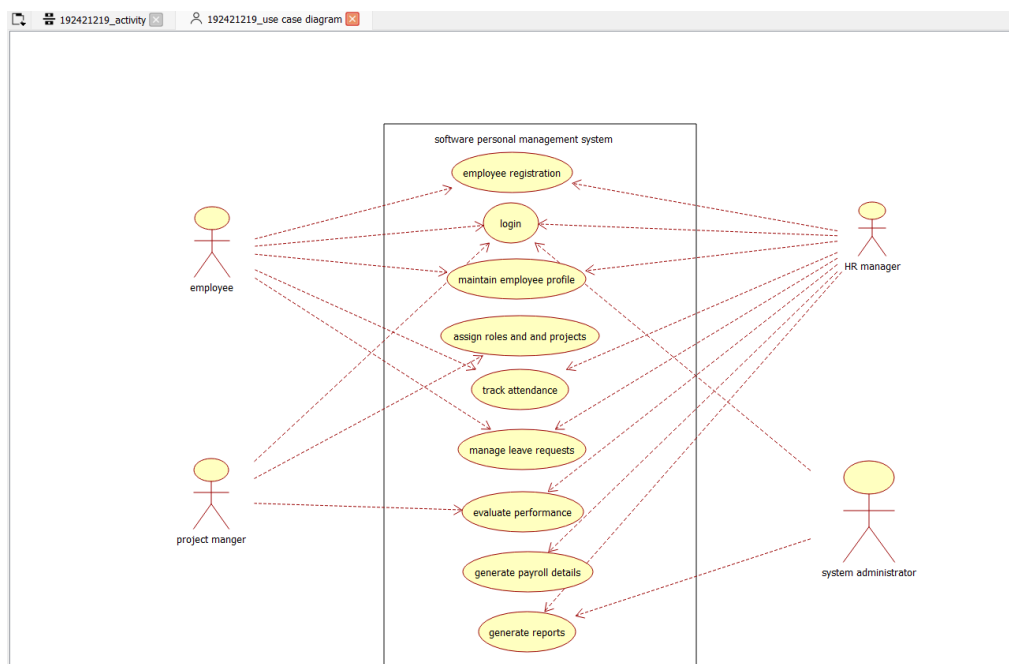 192421219_activity
192421219_use case diagram
software personal management system
employee registration
login
maintain employee profile
assign roles and and projects
track attendance
manage leave requests
evaluate performance
generate payroll details
generate reports
employee
project manger
HR manager
system administrator